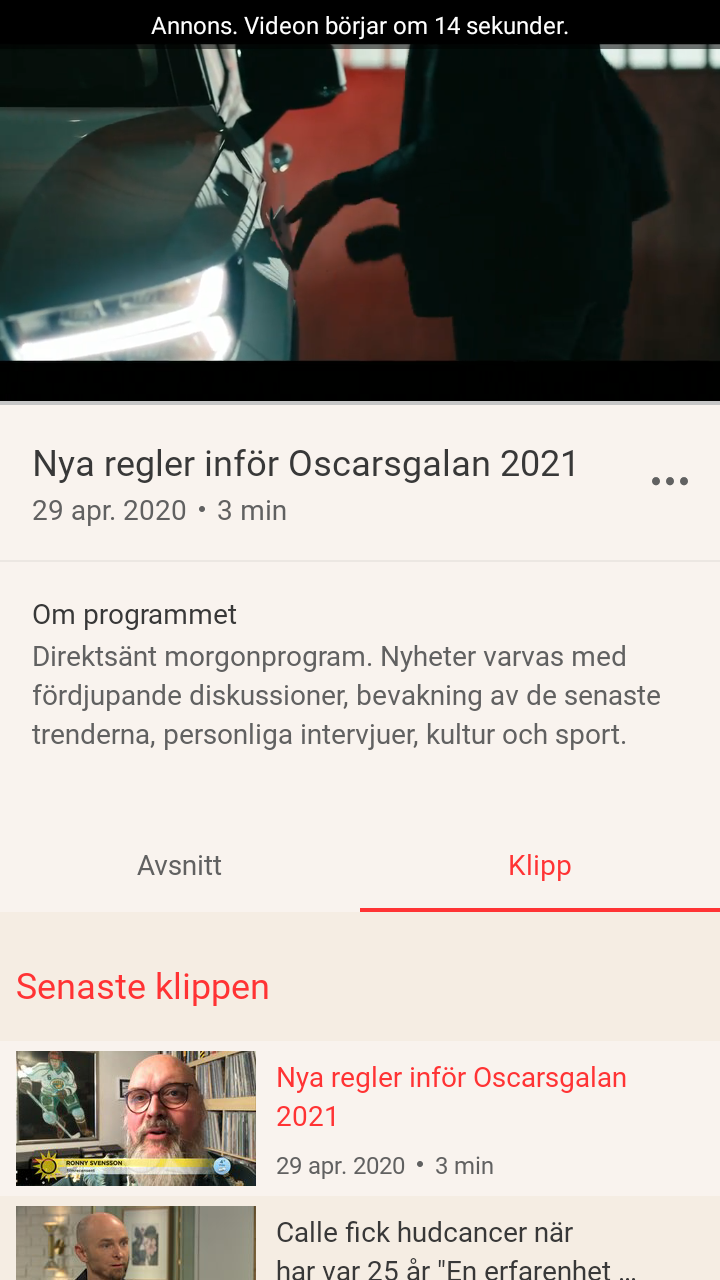 Annons. Videon börjar om 14 sekunder.
Nya regler inför Oscarsgalan 2021
29 apr. 2020 • 3 min
Om programmet
Direktsänt morgonprogram. Nyheter varvas med
fördjupande diskussioner, bevakning av de senaste
trenderna, personliga intervjuer, kultur och sport.
Avsnitt
Klipp
Senaste klippen
Nya regler inför Oscarsgalan
2021
29 apr. 2020 • 3 min
RONNY SVENSSON
Calle fick hudcancer när
har var 25 år "En erfarenhet ...